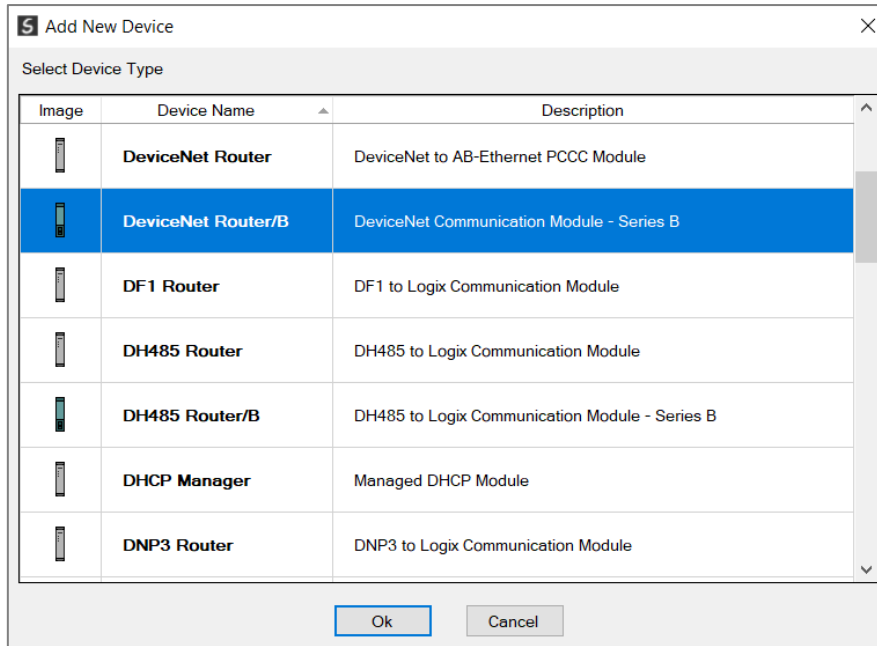 S Add New Device
Select Device Type
Image Device Name Description
DeviceNet Router DeviceNet to AB-Ethernet PCCC Module
DeviceNet Router/B DeviceNet Communication Module - Series B
DF1 Router DF1 to Logix Communication Module
DH485 Router DH485 to Logix Communication Module
DH485 Router/B DH485 to Logix Communication Module - Series B
DHCP Manager Managed DHCP Module
DNP3 Router DNP3 to Logix Communication Module
Ok Cancel